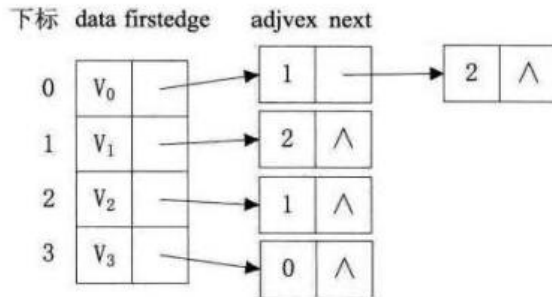 下标 data firstedge adjvex next
0 V₀ 1 2 ∧
1 V₁ 2 ∧
2 V₂ 1 ∧
3 V₃ 0 ∧